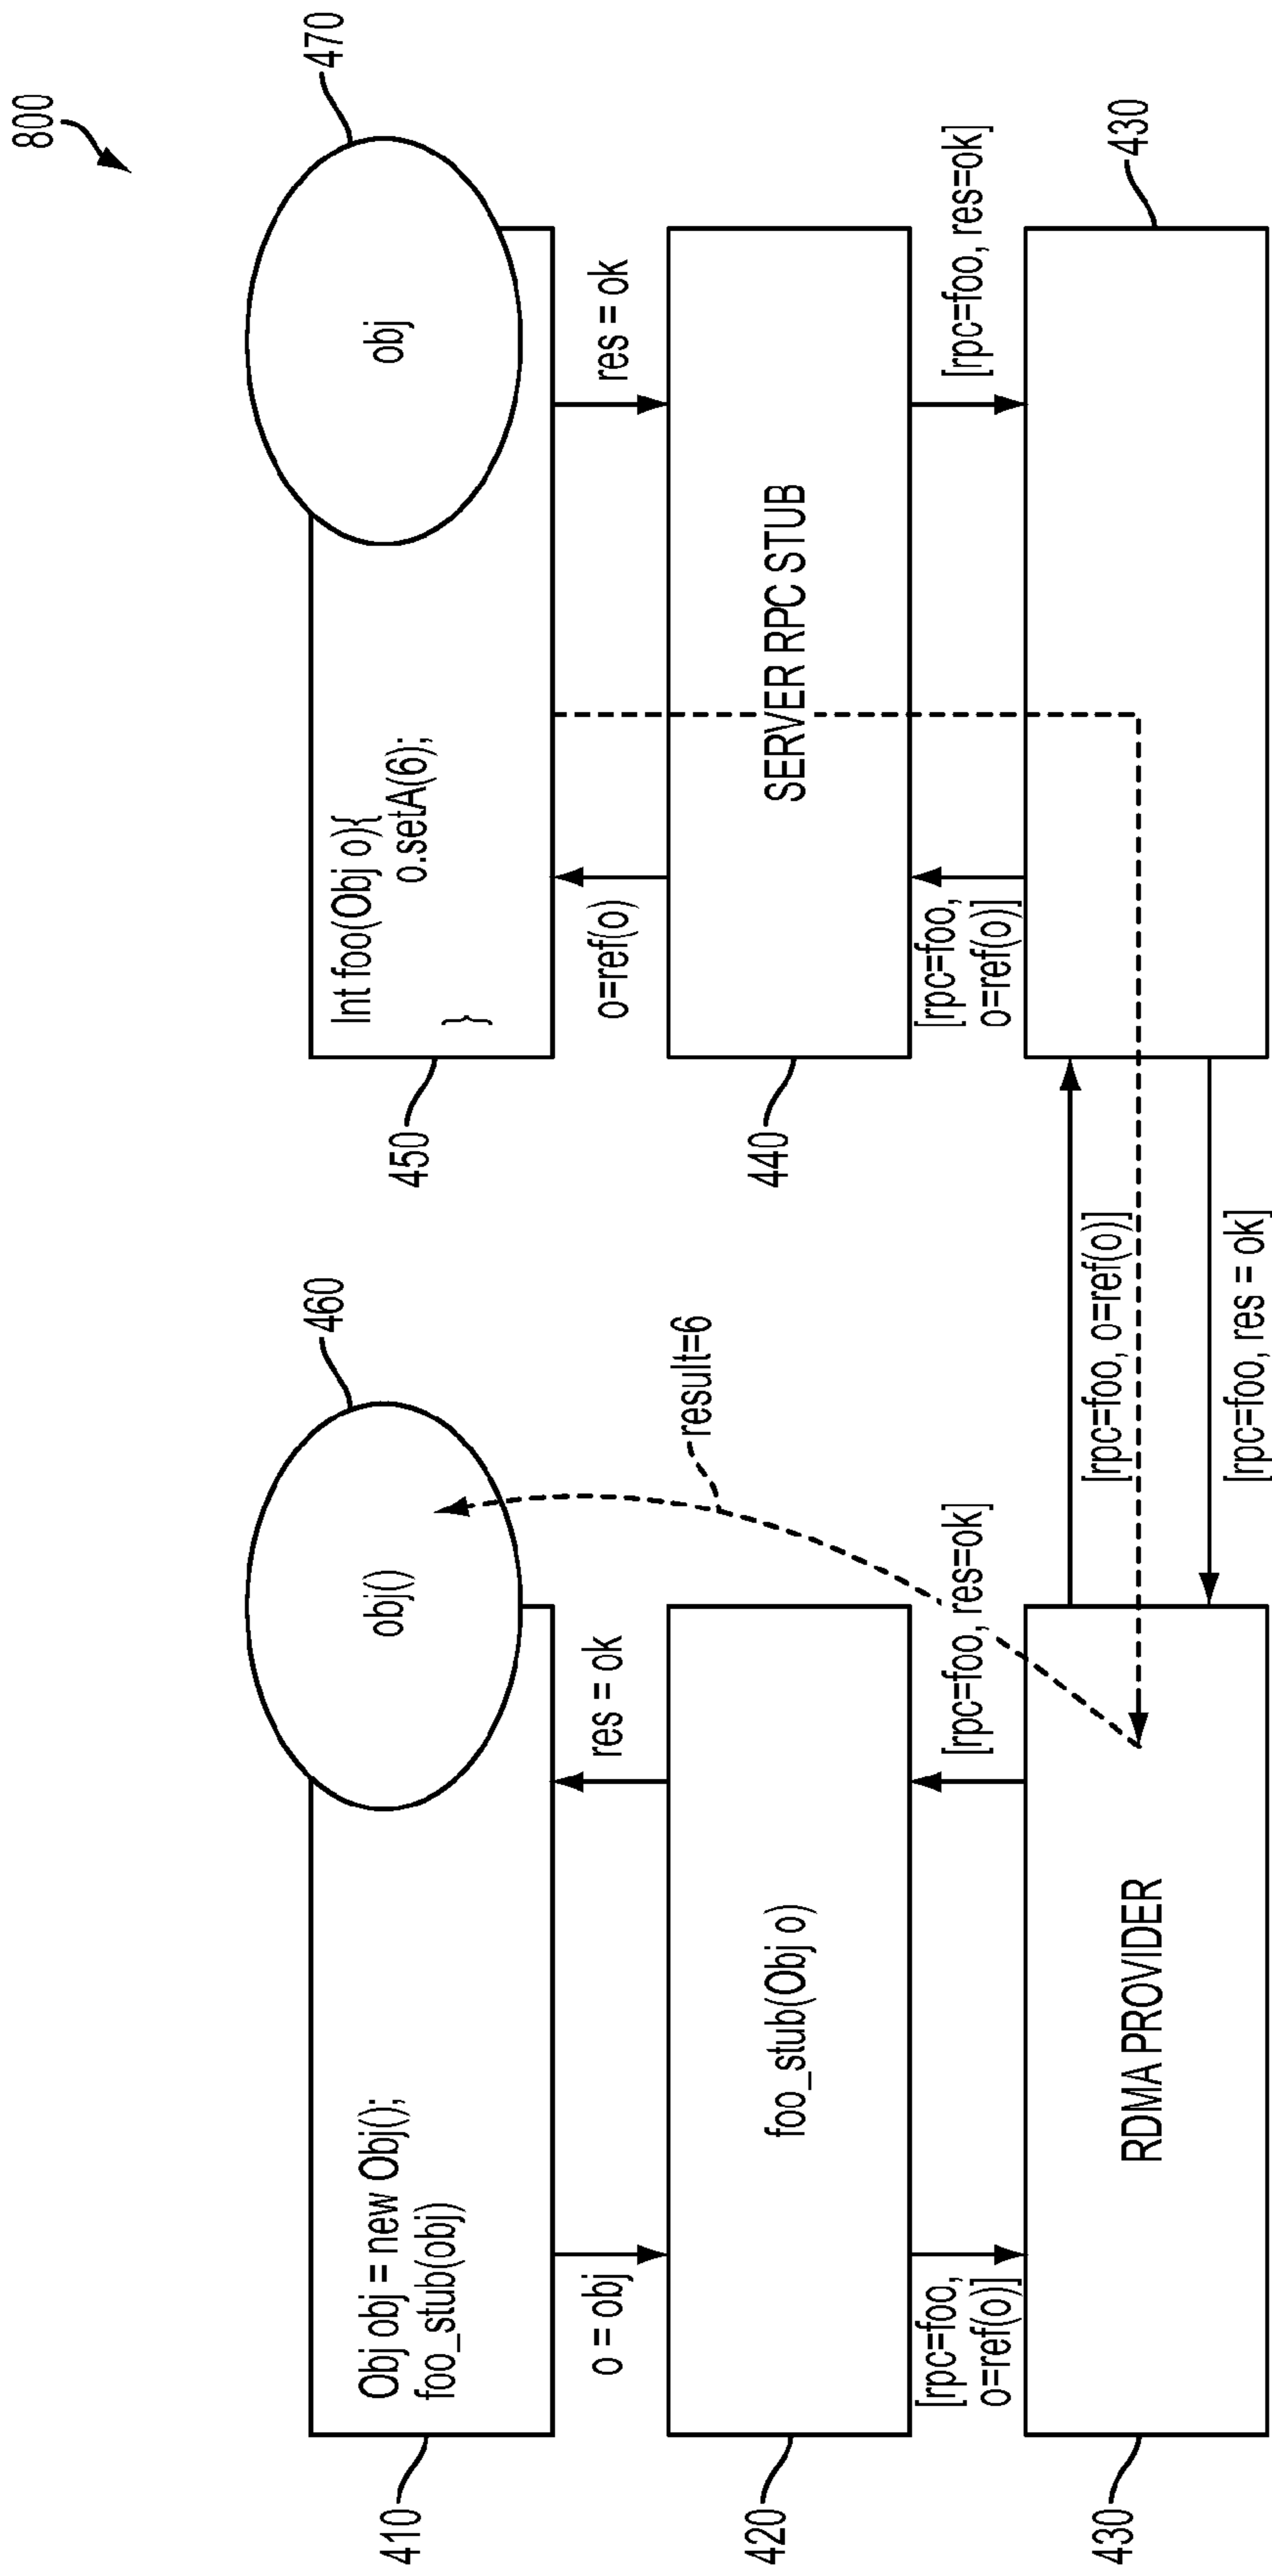 800
460
470
Obj obj = new Obj();
foo_stub(obj)
obj()
410
Int foo(Obj o){
o.setA(6);
}
obj
450
o = obj
res = ok
result=6
o=ref(o)
res = ok
foo_stub(Obj o)
420
SERVER RPC STUB
440
[rpc=foo,
o=ref(o)]
[rpc=foo, res=ok]
[rpc=foo,
o=ref(o)]
[rpc=foo, res=ok]
RDMA PROVIDER
430
[rpc=foo, o=ref(o)]
[rpc=foo, res = ok]
430